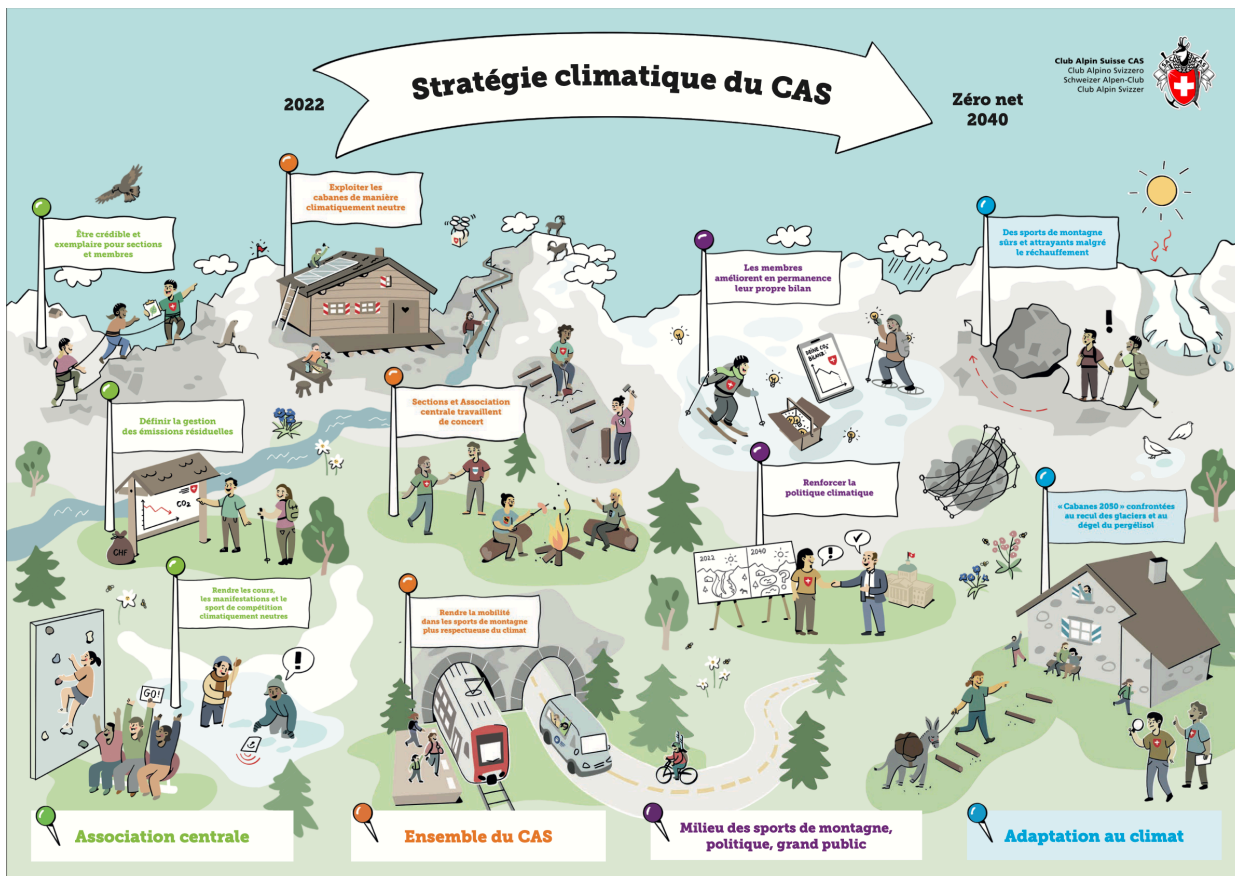 Stratégie climatique du CAS
2022
Zéro net
2040
Club Alpin Suisse CAS
Club Alpino Svizzero
Schweizer Alpen-Club
Club Alpin Svizzer
Être crédible et
exemplaire pour sections
et membres
Exploiter les
cabanes de manière
climatiquement neutre
Les membres
améliorent en permanence
leur propre bilan
Des sports de montagne
sûrs et attrayants malgré
le réchauffement
!
DEINE CO2
BILANZ
Définir la gestion
des émissions résiduelles
CO2
CHF
Sections et Association
centrale travaillent
de concert
Renforcer la
politique climatique
2022
2040
!
« Cabanes 2050 » confrontées
au recul des glaciers et au
dégel du pergélisol
Rendre les cours,
les manifestations et le
sport de compétition
climatiquement neutres
GO!
!
Rendre la mobilité
dans les sports de montagne
plus respectueuse du climat
Association centrale
Ensemble du CAS
Milieu des sports de montagne,
politique, grand public
Adaptation au climat